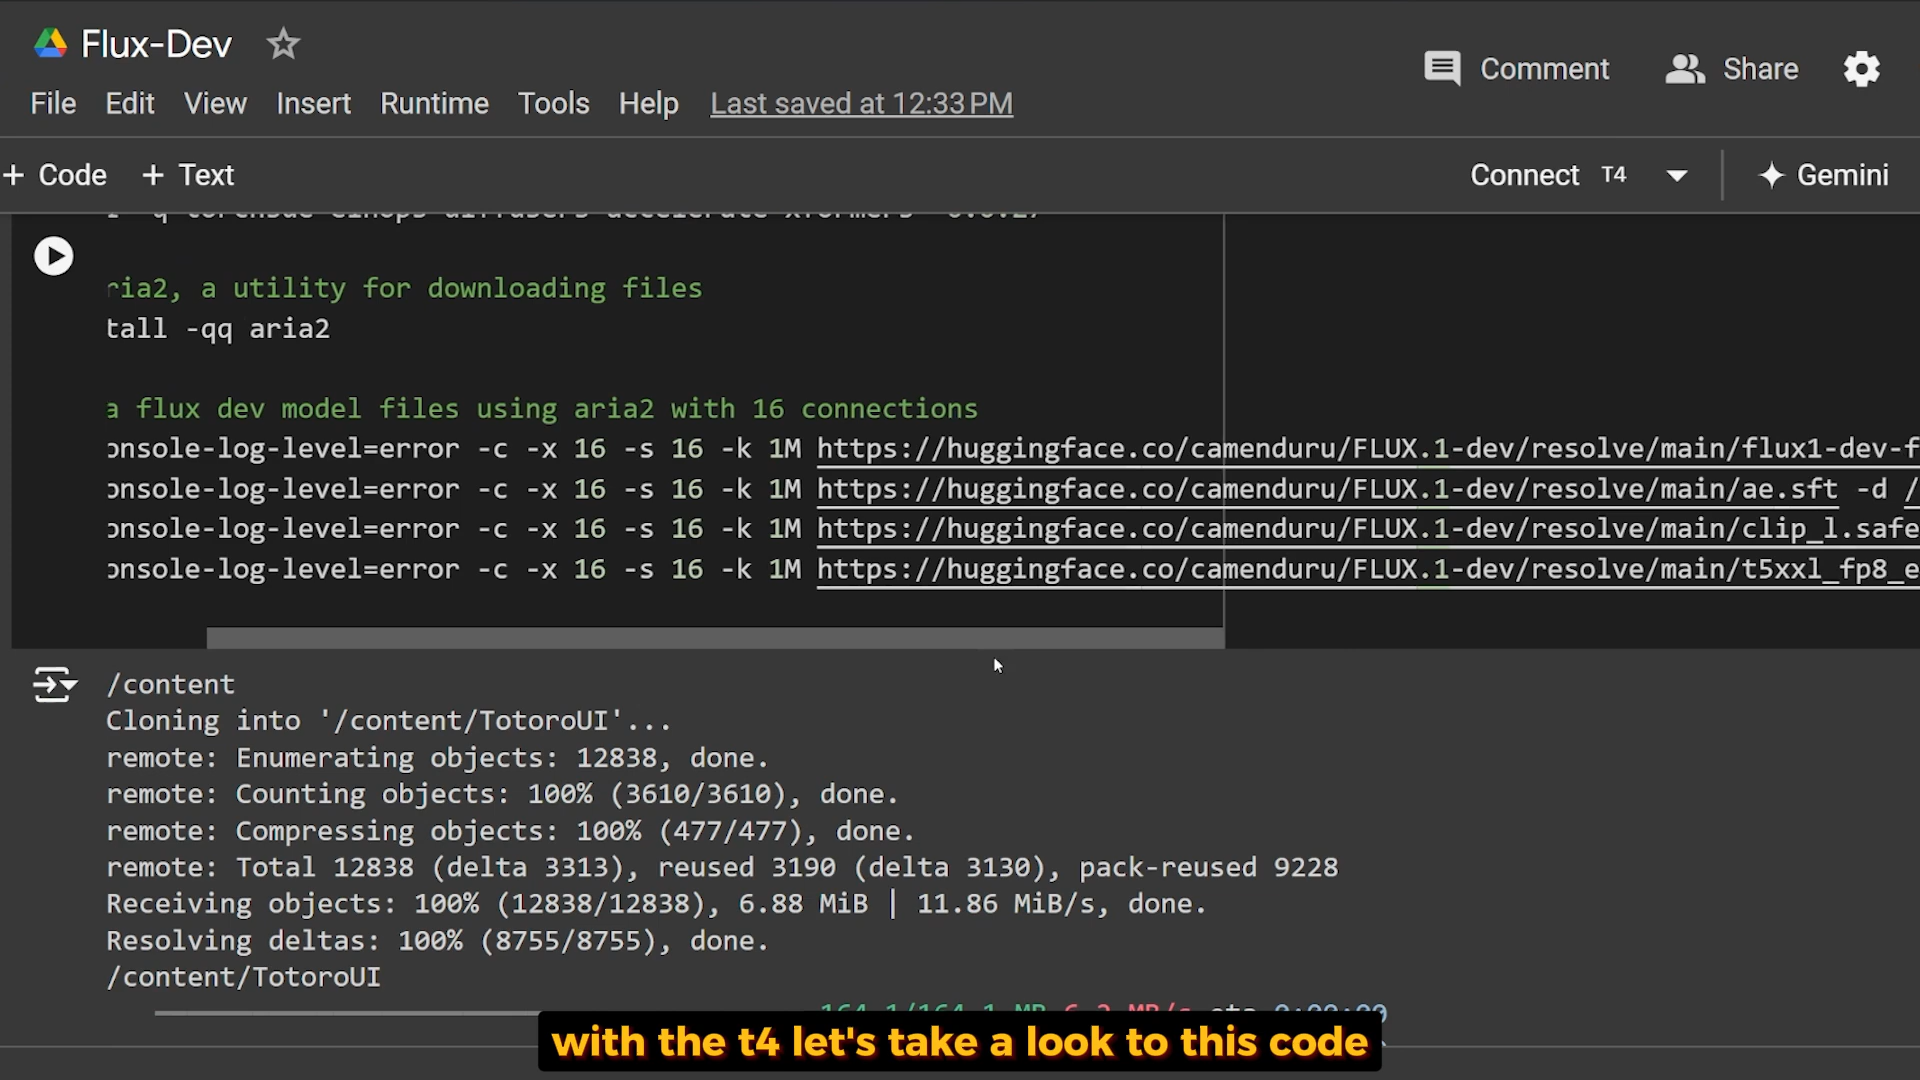 Flux-Dev
Comment
Share
File Edit View Insert Runtime Tools Help Last saved at 12:33 PM
+ Code + Text
Connect T4
Gemini
ria2, a utility for downloading files
tall -qq aria2
a flux dev model files using aria2 with 16 connections
onsole-log-level=error -c -x 16 -s 16 -k 1M https://huggingface.co/camenduru/FLUX.1-dev/resolve/main/flux1-dev-f
onsole-log-level=error -c -x 16 -s 16 -k 1M https://huggingface.co/camenduru/FLUX.1-dev/resolve/main/ae.sft -d /
onsole-log-level=error -c -x 16 -s 16 -k 1M https://huggingface.co/camenduru/FLUX.1-dev/resolve/main/clip_l.safe
onsole-log-level=error -c -x 16 -s 16 -k 1M https://huggingface.co/camenduru/FLUX.1-dev/resolve/main/t5xxl_fp8_e
/content
Cloning into '/content/TotoroUI'...
remote: Enumerating objects: 12838, done.
remote: Counting objects: 100% (3610/3610), done.
remote: Compressing objects: 100% (477/477), done.
remote: Total 12838 (delta 3313), reused 3190 (delta 3130), pack-reused 9228
Receiving objects: 100% (12838/12838), 6.88 MiB | 11.86 MiB/s, done.
Resolving deltas: 100% (8755/8755), done.
/content/TotoroUI
with the t4 let's take a look to this code